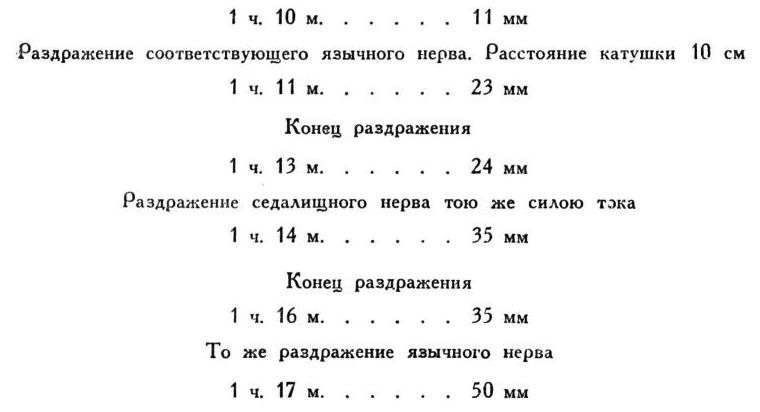 1 ч. 10 м. . . . . . 11 мм
Раздражение соответствующего язычного нерва. Расстояние катушки 10 см
1 ч. 11 м. . . . . . 23 мм
Конец раздражения
1 ч. 13 м. . . . . . 24 мм
Раздражение седалищного нерва тою же силою тока
1 ч. 14 м. . . . . . 35 мм
Конец раздражения
1 ч. 16 м. . . . . . 35 мм
То же раздражение язычного нерва
1 ч. 17 м. . . . . . 50 мм